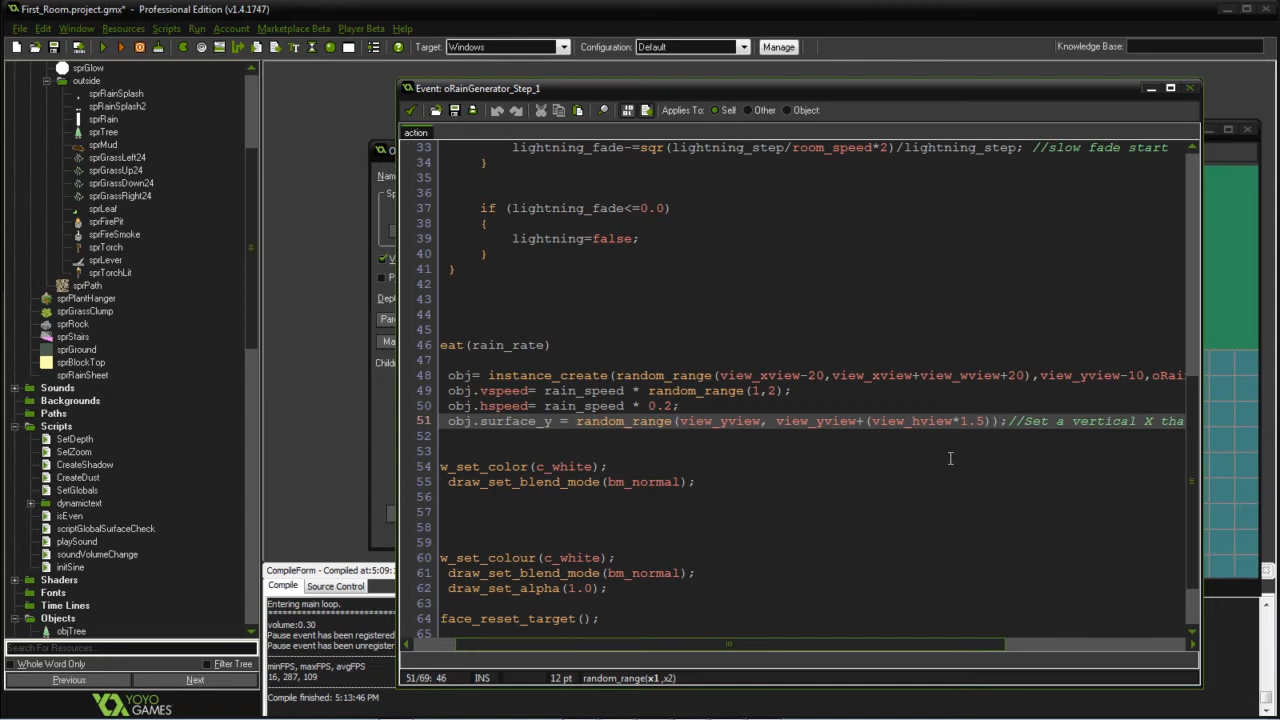 First_Room.project.gmx* - Professional Edition (v1.4.1747)
File Edit Window Resources Scripts Run Account Marketplace Beta Player Beta Help
Target: Windows Configuration: Default Manage Knowledge Base:
sprGlow
outside
sprRainSplash
sprRainSplash2
sprRain
sprTree
sprMud
sprGrassLeft24
sprGrassUp24
sprGrassDown24
sprGrassRight24
sprLeaf
sprFirePit
sprFireSmoke
sprTorch
sprLever
sprTorchLit
sprPath
sprPlantHanger
sprGrassClump
sprRock
sprStairs
sprGround
sprBlockTop
sprRainSheet
Sounds
Backgrounds
Paths
Scripts
SetDepth
SetZoom
CreateShadow
CreateDust
SetGlobals
dynamictext
isEven
scriptGlobalSurfaceCheck
playSound
soundVolumeChange
initSine
Shaders
Fonts
Time Lines
Objects
objTree
Search For Resources...
Whole Word Only Filter Tree
Previous Next
YOYO
GAMES
Event: oRainGenerator_Step_1
Applies To: Self Other Object:
action
33 lightning_fade-=sqr(lightning_step/room_speed*2)/lightning_step; //slow fade start
34 }
35
36
37 if (lightning_fade<=0.0)
38 {
39 lightning=false;
40 }
41 }
42
43
44
45
46 eat(rain_rate)
47
48 obj= instance_create(random_range(view_xview-20,view_xview+view_wview+20),view_yview-10,oRai
49 obj.vspeed= rain_speed * random_range(1,2);
50 obj.hspeed= rain_speed * 0.2;
51 obj.surface_y = random_range(view_yview, view_yview+(view_hview*1.5));//Set a vertical X tha
52
53
54 w_set_color(c_white);
55 draw_set_blend_mode(bm_normal);
56
57
58
59
60 w_set_colour(c_white);
61 draw_set_blend_mode(bm_normal);
62 draw_set_alpha(1.0);
63
64 face_reset_target();
65
51/69: 46 INS 12 pt random_range(x1 ,x2)
Children
CompileForm - Compiled at:5:09:
Compile Source Control
Entering main loop.
volume:0.30
Pause event has been registered
Pause event has been unregister
minFPS, maxFPS, avgFPS
16, 287, 109
Compile finished: 5:13:46 PM